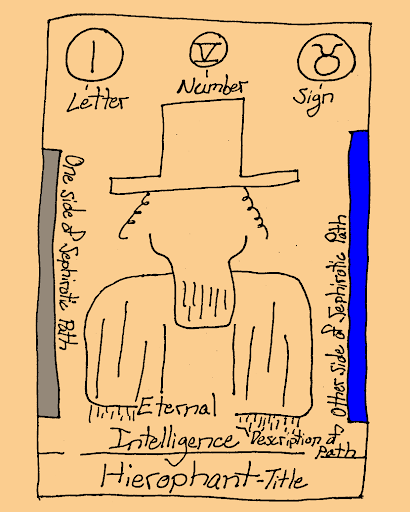 I V ♉
Letter Number Sign
One side of Sephirotic Path
Other side of Sephirotic Path
Eternal
Intelligence Description of
Path
Hierophant-Title